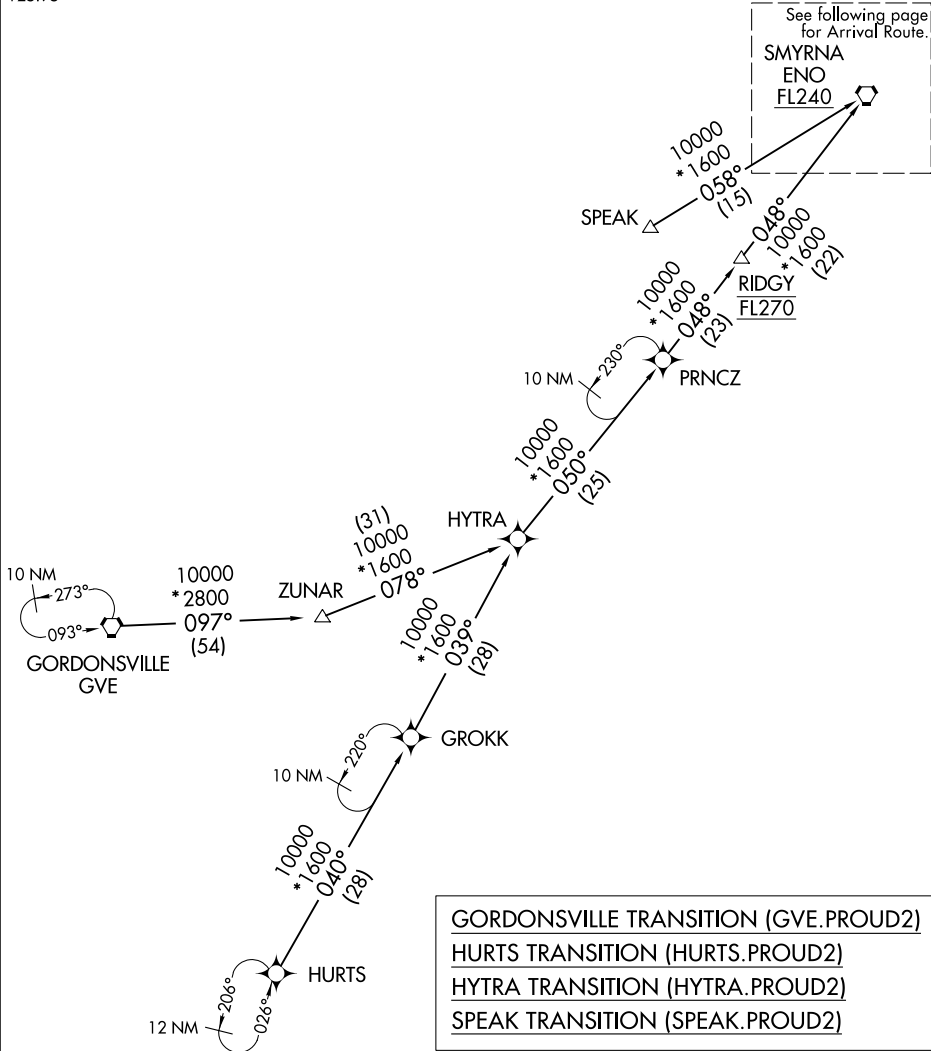 See following page
for Arrival Route.
SMYRNA
ENO
FL240
10000
*1600
058°
(15)
SPEAK
048°
10000
*1600
(22)
RIDGY
FL270
10000
*1600
048°
(23)
230°
10 NM
PRNCZ
10000
*1600
050°
(25)
HYTRA
(31)
10000
*1600
078°
10 NM
273°
093°
10000
*2800
097°
(54)
ZUNAR
GORDONSVILLE
GVE
10000
*1600
039°
(28)
220°
10 NM
GROKK
10000
*1600
040°
(28)
HURTS
206°
026°
12 NM
GORDONSVILLE TRANSITION (GVE.PROUD2)
HURTS TRANSITION (HURTS.PROUD2)
HYTRA TRANSITION (HYTRA.PROUD2)
SPEAK TRANSITION (SPEAK.PROUD2)